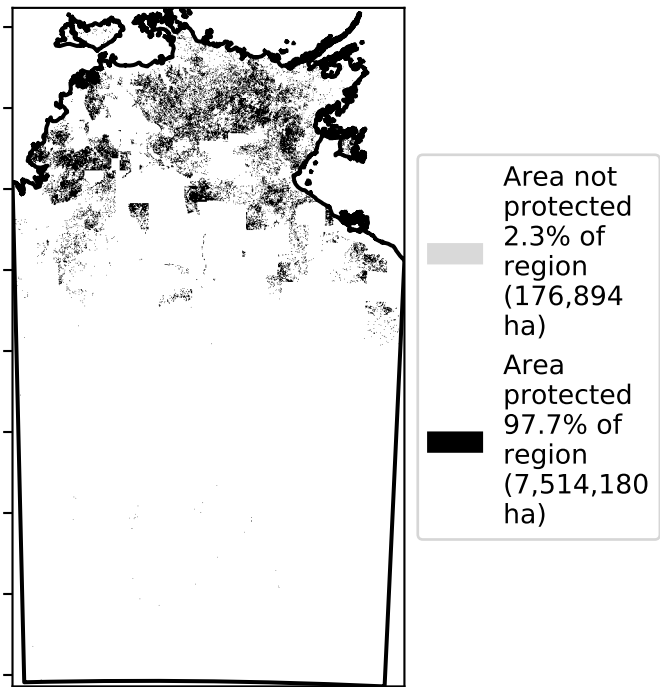 Area not
protected
2.3% of
region
(176,894
ha)
Area
protected
97.7% of
region
(7,514,180
ha)